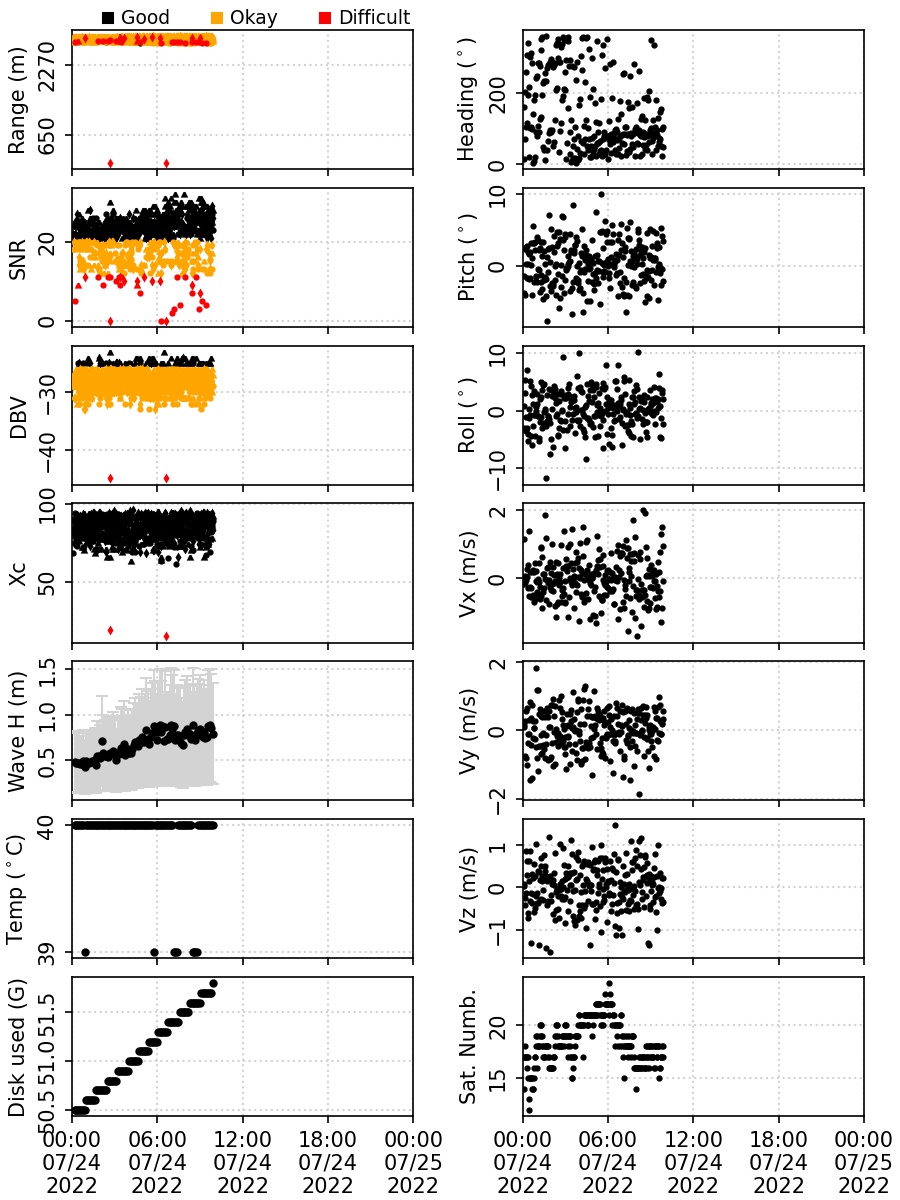 Good Okay Difficult
Range (m)
2270
650
Heading (°)
200
0
SNR
20
0
Pitch (°)
10
0
DBV
−30
−40
Roll (°)
10
0
−10
Xc
100
50
Vx (m/s)
2
0
Wave H (m)
1.5
1.0
0.5
Vy (m/s)
2
0
−2
Temp (°C)
40
39
Vz (m/s)
1
0
−1
Disk used (G)
51.5
51.0
50.5
Sat. Numb.
20
15
00:00 06:00 12:00 18:00 00:00
07/24 07/24 07/24 07/24 07/25
2022 2022 2022 2022 2022
00:00 06:00 12:00 18:00 00:00
07/24 07/24 07/24 07/24 07/25
2022 2022 2022 2022 2022